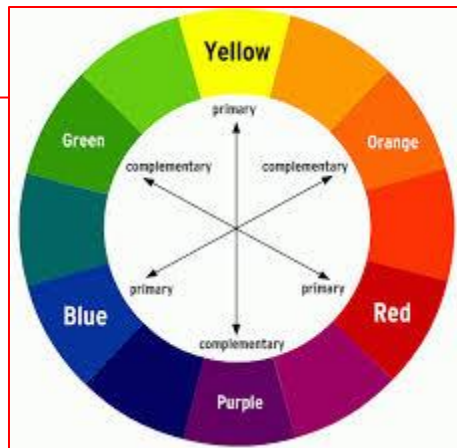 Yellow
primary
Green
Orange
complementary
complementary
primary
primary
Blue
Red
complementary
Purple